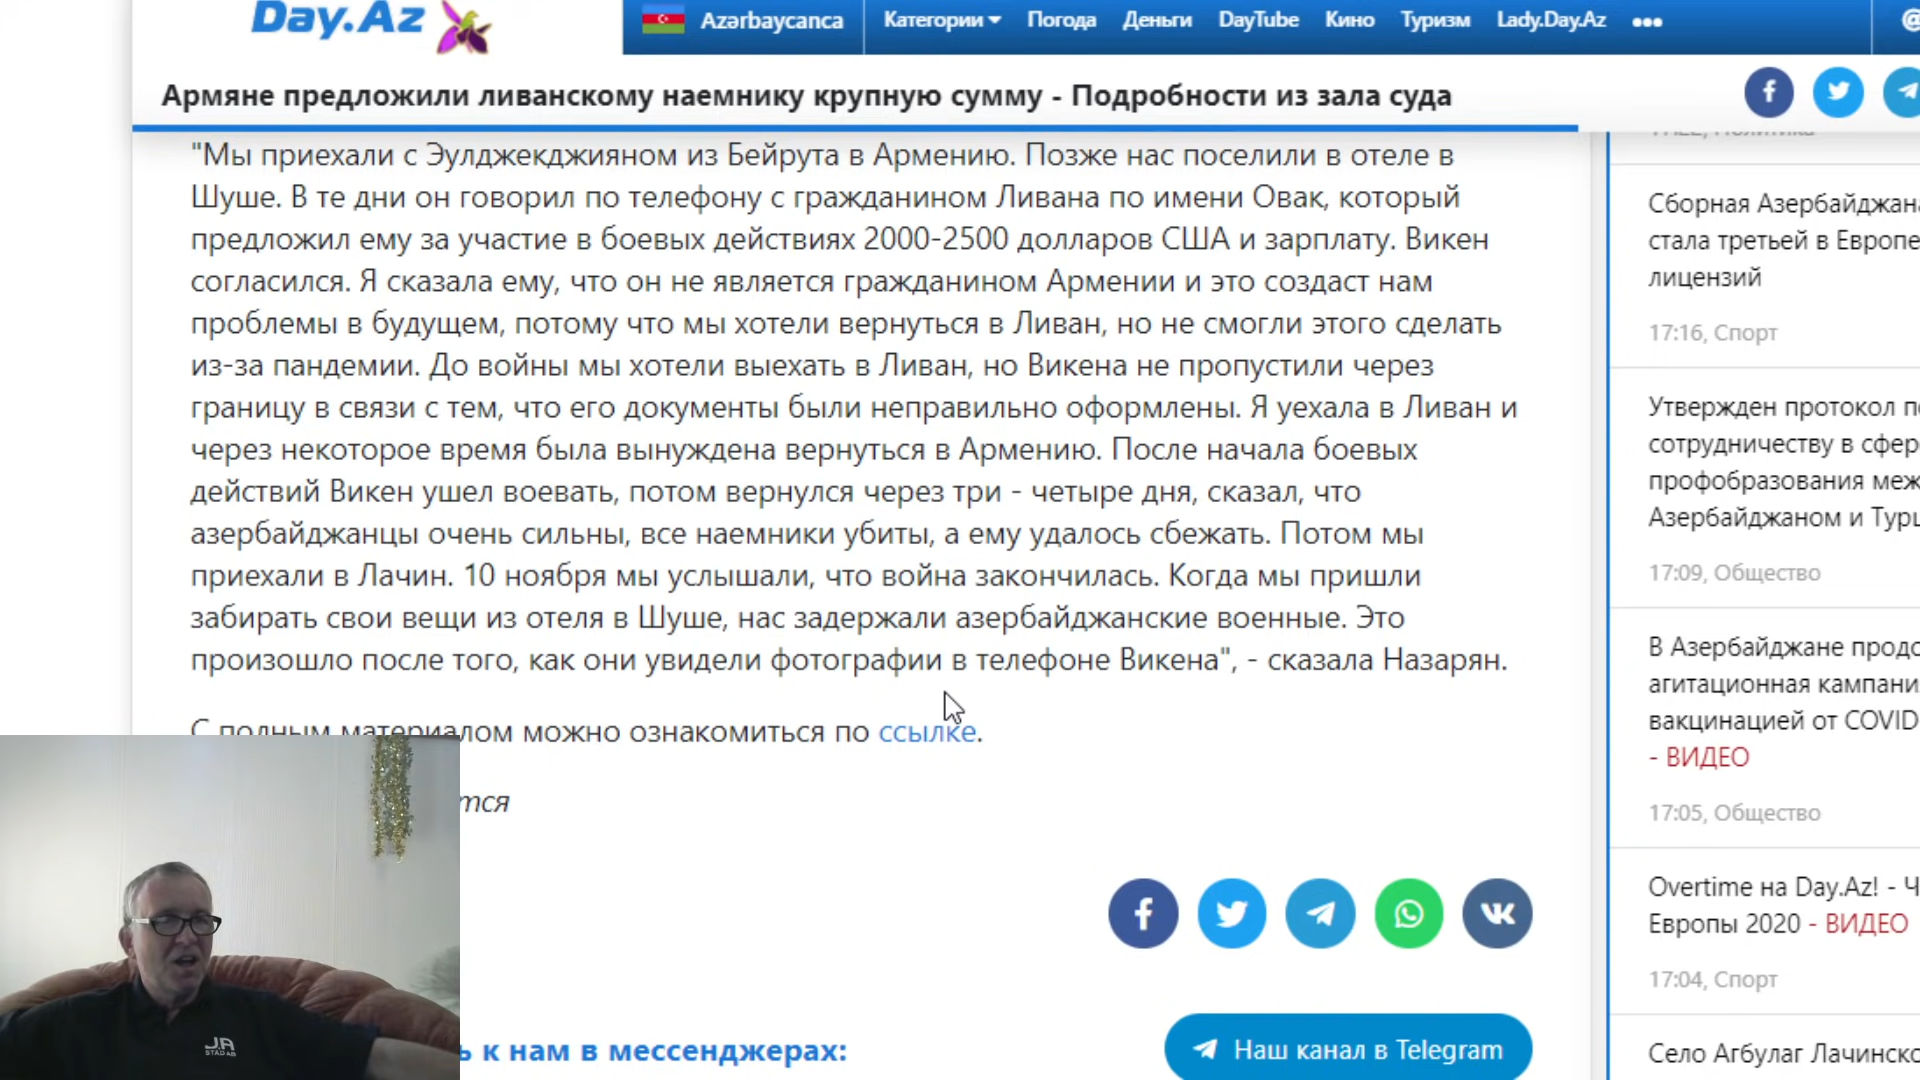 Day.Az
Azərbaycanca
Категории Погода Деньги DayTube Кино Туризм Lady.Day.Az
Армяне предложили ливанскому наемнику крупную сумму - Подробности из зала суда
"Мы приехали с Эулджекджияном из Бейрута в Армению. Позже нас поселили в отеле в
Шуше. В те дни он говорил по телефону с гражданином Ливана по имени Овак, который
предложил ему за участие в боевых действиях 2000-2500 долларов США и зарплату. Викен
согласился. Я сказала ему, что он не является гражданином Армении и это создаст нам
проблемы в будущем, потому что мы хотели вернуться в Ливан, но не смогли этого сделать
из-за пандемии. До войны мы хотели выехать в Ливан, но Викена не пропустили через
границу в связи с тем, что его документы были неправильно оформлены. Я уехала в Ливан и
через некоторое время была вынуждена вернуться в Армению. После начала боевых
действий Викен ушел воевать, потом вернулся через три - четыре дня, сказал, что
азербайджанцы очень сильны, все наемники убиты, а ему удалось сбежать. Потом мы
приехали в Лачин. 10 ноября мы услышали, что война закончилась. Когда мы пришли
забирать свои вещи из отеля в Шуше, нас задержали азербайджанские военные. Это
произошло после того, как они увидели фотографии в телефоне Викена", - сказала Назарян.
С полным материалом можно ознакомиться по ссылке.
тся
ь к нам в мессенджерах:
Наш канал в Telegram
Сборная Азербайджана
стала третьей в Европе
лицензий
17:16, Спорт
Утвержден протокол п
сотрудничеству в сфер
профобразования меж
Азербайджаном и Турц
17:09, Общество
В Азербайджане продо
агитационная кампани
вакцинацией от COVID
- ВИДЕО
17:05, Общество
Overtime на Day.Az! - Ч
Европы 2020 - ВИДЕО
17:04, Спорт
Село Агбулаг Лачинско
J.A
STÄD AB